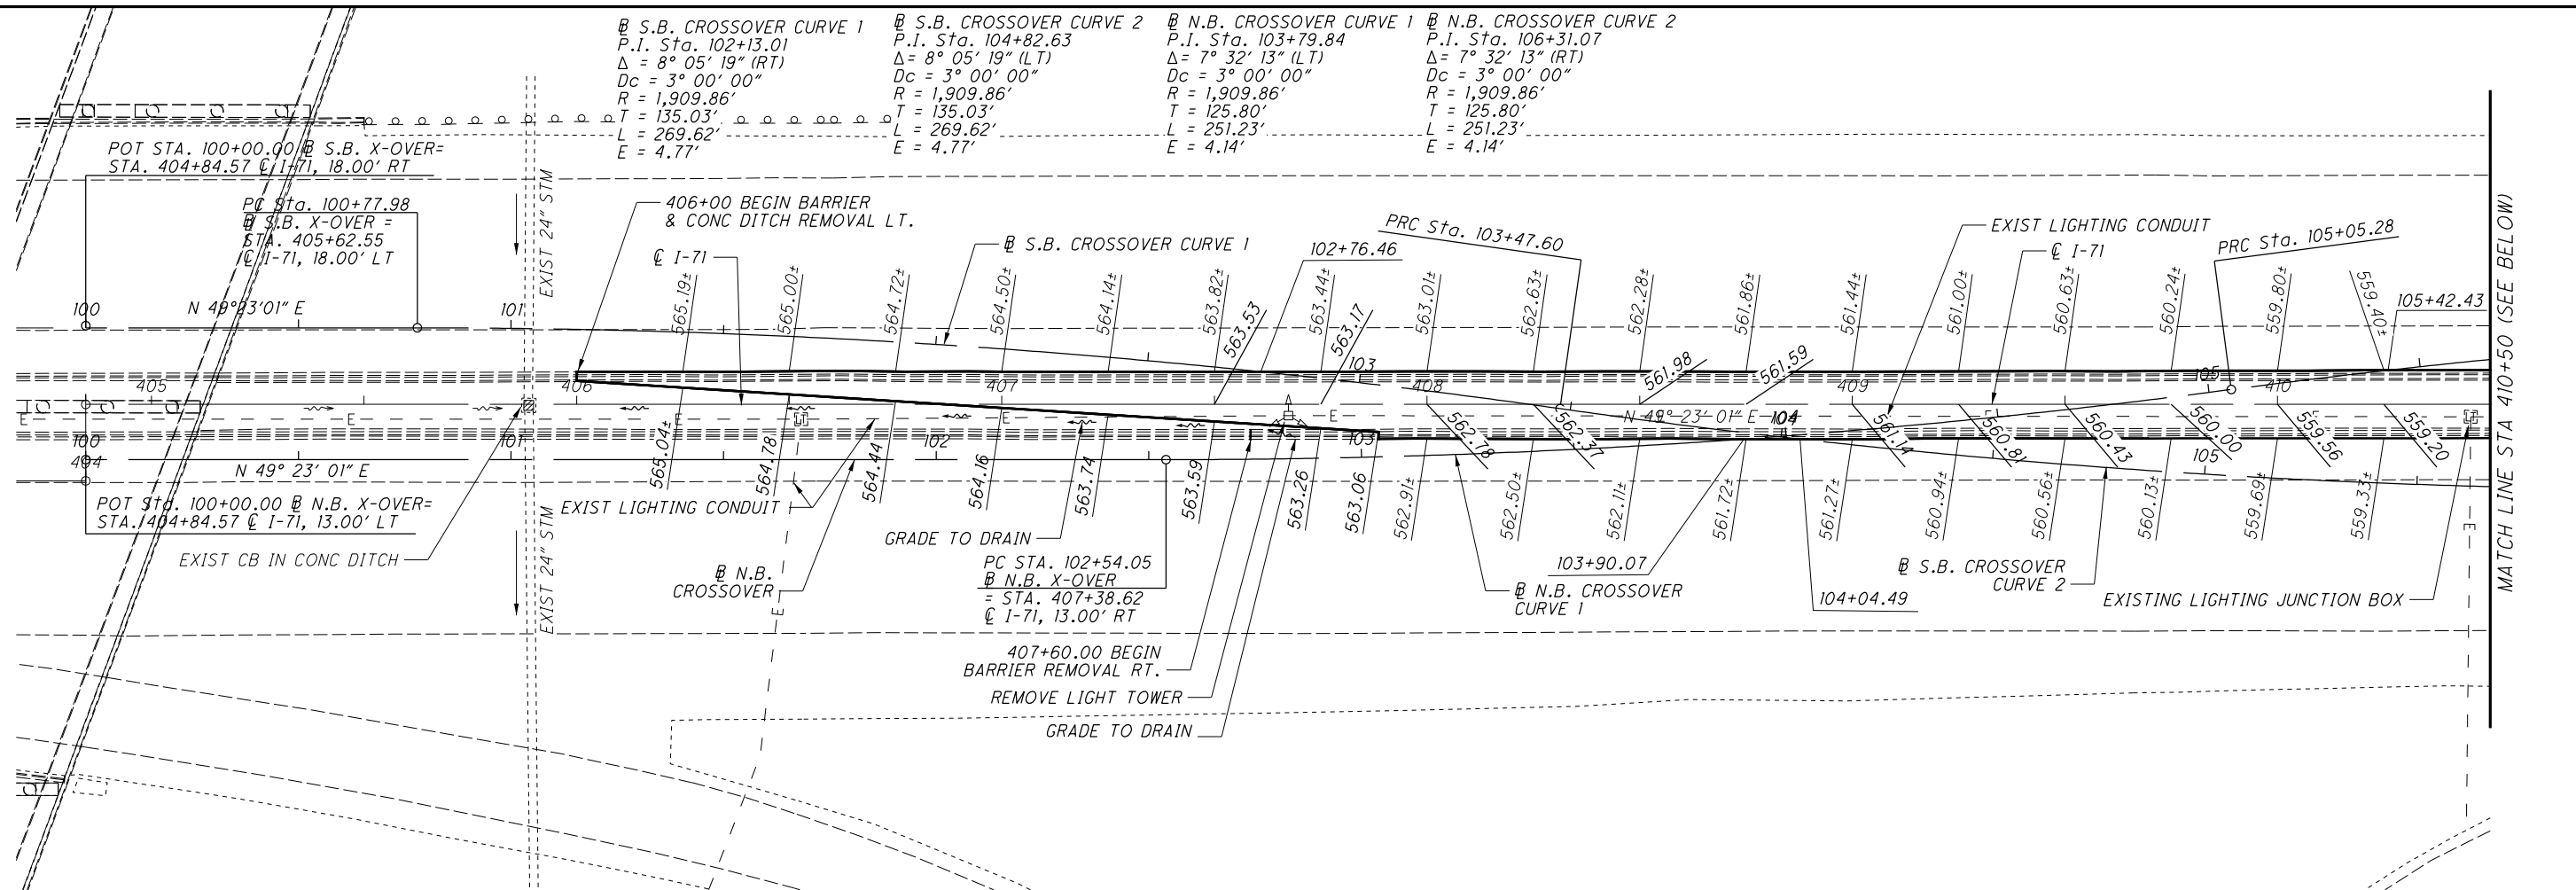 ℄ S.B. CROSSOVER CURVE 1
P.I. Sta. 102+13.01
Δ = 8° 05' 19" (RT)
Dc = 3° 00' 00"
R = 1,909.86'
T = 135.03'
L = 269.62'
E = 4.77'
℄ S.B. CROSSOVER CURVE 2
P.I. Sta. 104+82.63
Δ= 8° 05' 19" (LT)
Dc = 3° 00' 00"
R = 1,909.86'
T = 135.03'
L = 269.62'
E = 4.77'
℄ N.B. CROSSOVER CURVE 1
P.I. Sta. 103+79.84
Δ= 7° 32' 13" (LT)
Dc = 3° 00' 00"
R = 1,909.86'
T = 125.80'
L = 251.23'
E = 4.14'
℄ N.B. CROSSOVER CURVE 2
P.I. Sta. 106+31.07
Δ= 7° 32' 13" (RT)
Dc = 3° 00' 00"
R = 1,909.86'
T = 125.80'
L = 251.23'
E = 4.14'
POT STA. 100+00.00 ℄ S.B. X-OVER=
STA. 404+84.57 ℄ I-71, 18.00' RT
PC Sta. 100+77.98
℄ S.B. X-OVER =
STA. 405+62.55
℄ I-71, 18.00' LT
EXIST 24" STM
406+00 BEGIN BARRIER
& CONC DITCH REMOVAL LT.
℄ I-71
℄ S.B. CROSSOVER CURVE 1
102+76.46
PRC Sta. 103+47.60
EXIST LIGHTING CONDUIT
℄ I-71
PRC Sta. 105+05.28
105+42.43
MATCH LINE STA 410+50 (SEE BELOW)
100
N 49°23'01" E
101
565.19±
565.00±
564.72±
564.50±
564.14±
563.82±
563.53
563.44±
563.17
563.01±
562.63±
562.28±
561.86±
561.44±
561.00±
560.63±
560.24±
559.80±
559.40±
103
561.98
561.59
105
405
406
407
408
409
410
E
E
E
E
N 49° 23' 01" E
104
E
E
100
101
102
103
105
404
N 49° 23' 01" E
562.78
562.37
561.14
560.81
560.43
560.00
559.56
559.20
565.04±
564.78
564.44
564.16
563.74
563.59
563.26
563.06
562.91±
562.50±
562.11±
561.72±
561.27±
560.94±
560.56±
560.13±
559.69±
559.33±
POT Sta. 100+00.00 ℄ N.B. X-OVER=
STA. 404+84.57 ℄ I-71, 13.00' LT
EXIST CB IN CONC DITCH
EXIST 24" STM
EXIST LIGHTING CONDUIT
GRADE TO DRAIN
℄ N.B.
CROSSOVER
PC STA. 102+54.05
℄ N.B. X-OVER
= STA. 407+38.62
℄ I-71, 13.00' RT
103+90.07
℄ N.B. CROSSOVER
CURVE 1
104+04.49
℄ S.B. CROSSOVER
CURVE 2
EXISTING LIGHTING JUNCTION BOX
E
E
407+60.00 BEGIN
BARRIER REMOVAL RT.
REMOVE LIGHT TOWER
GRADE TO DRAIN